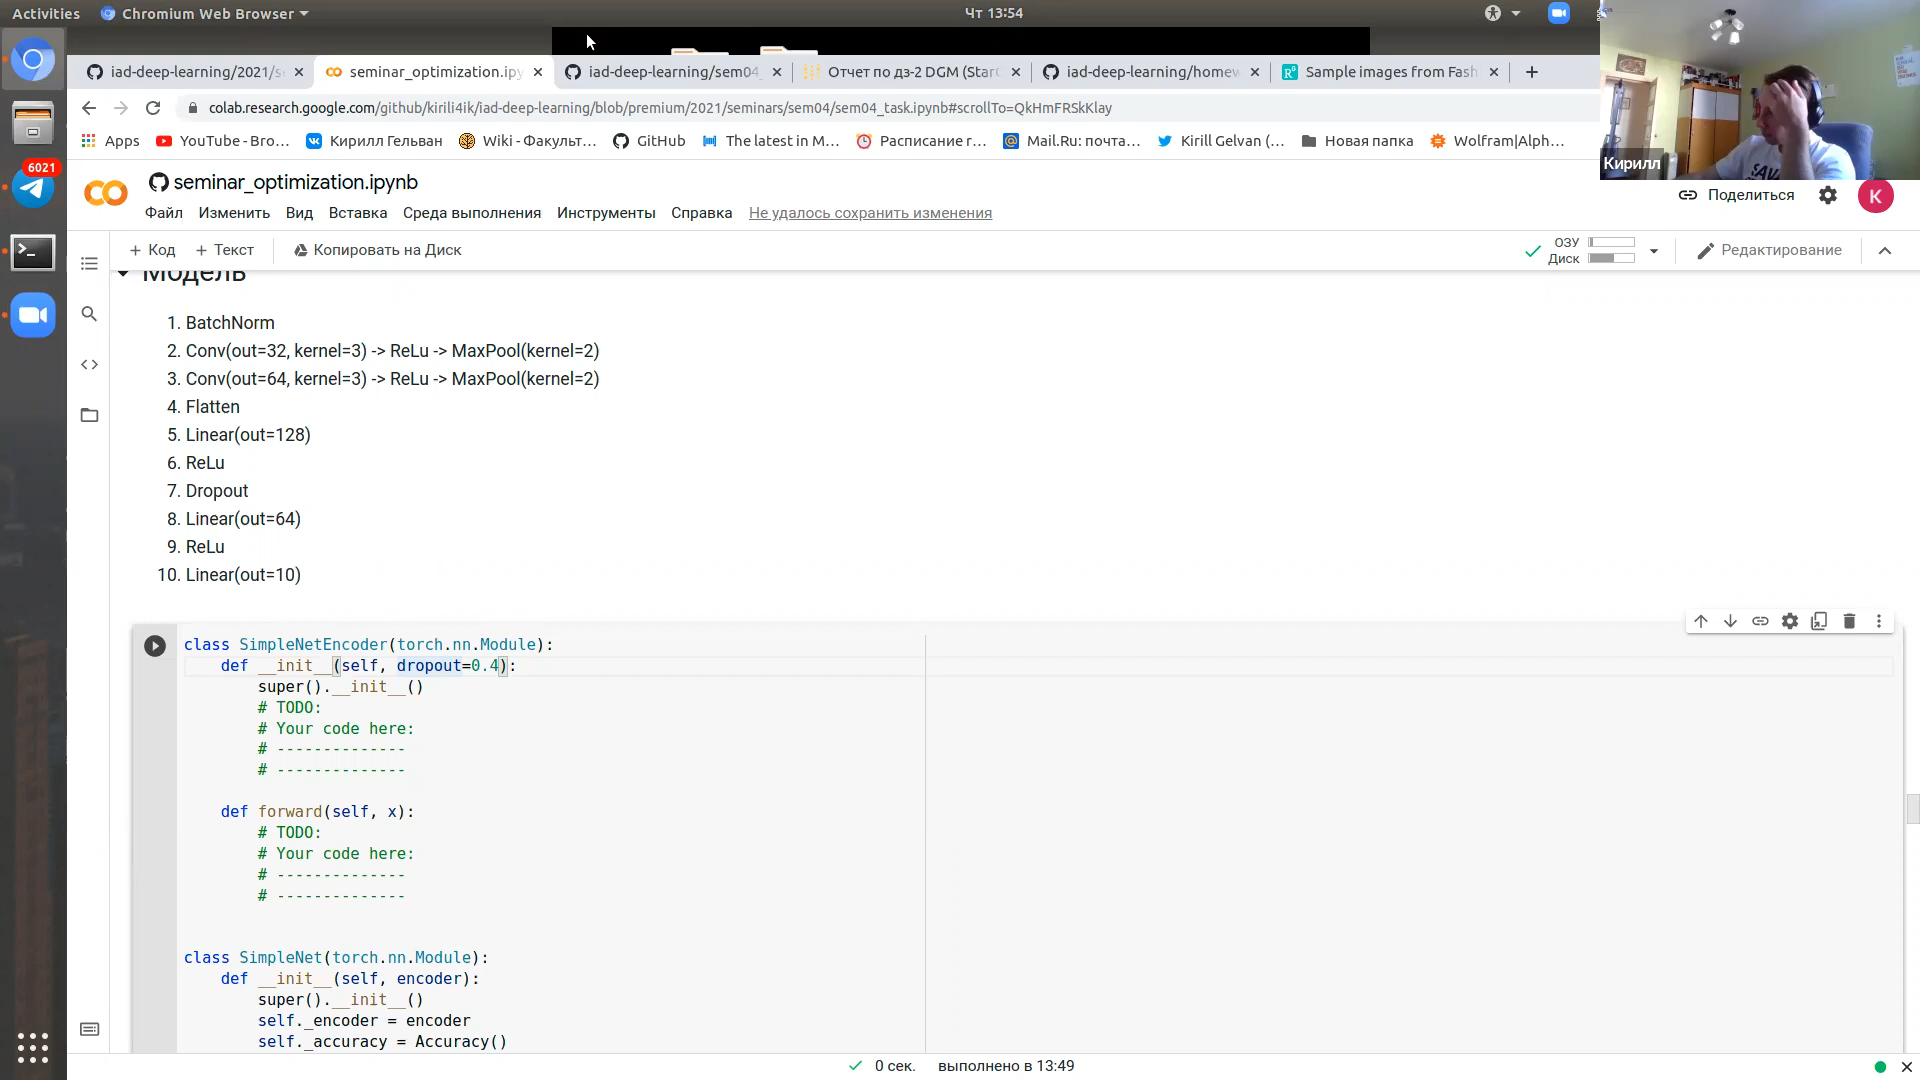 Activities
Chromium Web Browser
Чт 13:54
iad-deep-learning/2021/se
seminar_optimization.ipy
iad-deep-learning/sem04_
Отчет по дз-2 DGM (Star
iad-deep-learning/homew
Sample images from Fash
colab.research.google.com/github/kirili4ik/iad-deep-learning/blob/premium/2021/seminars/sem04/sem04_task.ipynb#scrollTo=QkHmFRSkKlay
Apps
YouTube - Bro...
Кирилл Гельван
Wiki - Факульт...
GitHub
The latest in M...
Расписание г...
Mail.Ru: почта...
Kirill Gelvan (...
Новая папка
Wolfram|Alph...
Кирилл
6021
seminar_optimization.ipynb
Поделиться
K
Файл Изменить Вид Вставка Среда выполнения Инструменты Справка Не удалось сохранить изменения
+ Код + Текст Копировать на Диск
ОЗУ
Диск
Редактирование
Модель
1. BatchNorm
2. Conv(out=32, kernel=3) -> ReLu -> MaxPool(kernel=2)
3. Conv(out=64, kernel=3) -> ReLu -> MaxPool(kernel=2)
4. Flatten
5. Linear(out=128)
6. ReLu
7. Dropout
8. Linear(out=64)
9. ReLu
10. Linear(out=10)
class SimpleNetEncoder(torch.nn.Module):
def __init__(self, dropout=0.4):
super().__init__()
# TODO:
# Your code here:
# --------------
# --------------
def forward(self, x):
# TODO:
# Your code here:
# --------------
# --------------
class SimpleNet(torch.nn.Module):
def __init__(self, encoder):
super().__init__()
self._encoder = encoder
self._accuracy = Accuracy()
0 сек. выполнено в 13:49